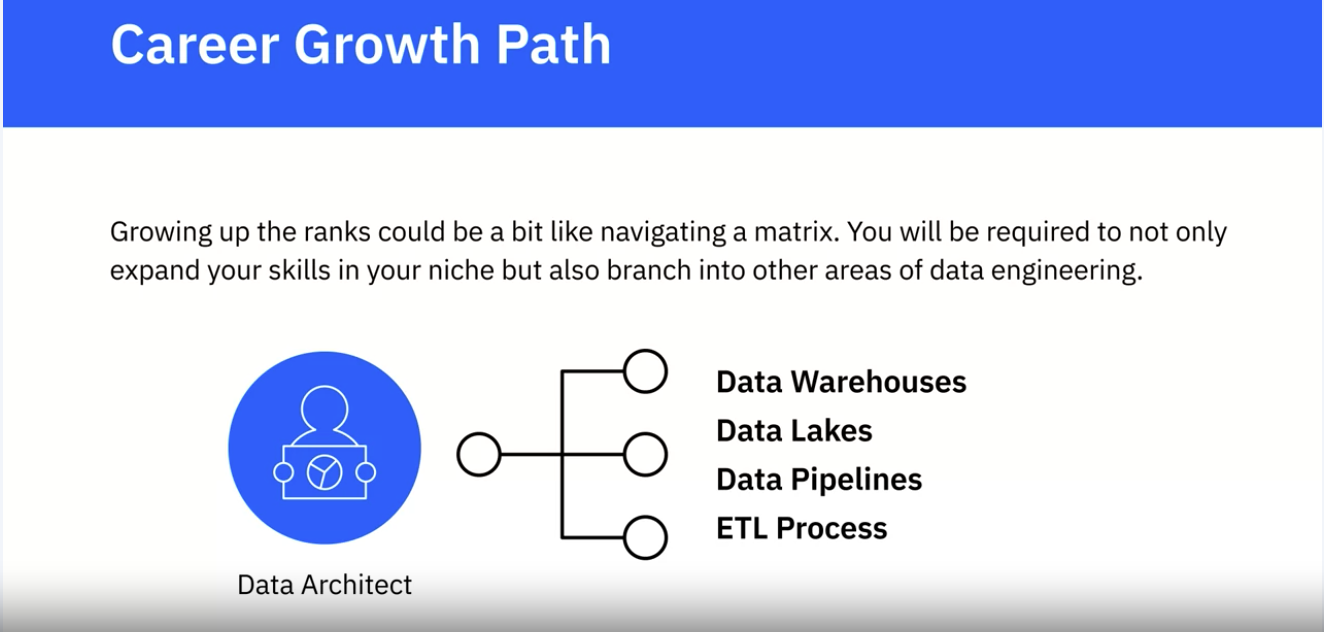 Career Growth Path
Growing up the ranks could be a bit like navigating a matrix. You will be required to not only
expand your skills in your niche but also branch into other areas of data engineering.
Data Warehouses
Data Lakes
Data Pipelines
ETL Process
Data Architect